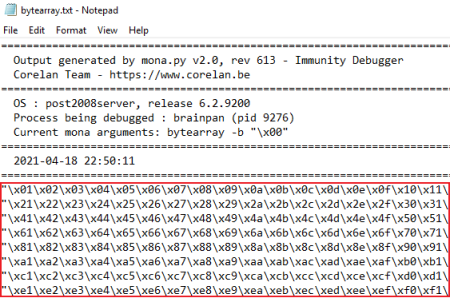 bytearray.txt - Notepad
File Edit Format View Help
================================================
Output generated by mona.py v2.0, rev 613 - Immunity Debugger
Corelan Team - https://www.corelan.be
================================================
OS : post2008server, release 6.2.9200
Process being debugged : brainpan (pid 9276)
Current mona arguments: bytearray -b "\x00"
================================================
2021-04-18 22:50:11
================================================
"\x01\x02\x03\x04\x05\x06\x07\x08\x09\x0a\x0b\x0c\x0d\x0e\x0f\x10\x11\
"\x21\x22\x23\x24\x25\x26\x27\x28\x29\x2a\x2b\x2c\x2d\x2e\x2f\x30\x31\
"\x41\x42\x43\x44\x45\x46\x47\x48\x49\x4a\x4b\x4c\x4d\x4e\x4f\x50\x51\
"\x61\x62\x63\x64\x65\x66\x67\x68\x69\x6a\x6b\x6c\x6d\x6e\x6f\x70\x71\
"\x81\x82\x83\x84\x85\x86\x87\x88\x89\x8a\x8b\x8c\x8d\x8e\x8f\x90\x91\
"\xa1\xa2\xa3\xa4\xa5\xa6\xa7\xa8\xa9\xaa\xab\xac\xad\xae\xaf\xb0\xb1\
"\xc1\xc2\xc3\xc4\xc5\xc6\xc7\xc8\xc9\xca\xcb\xcc\xcd\xce\xcf\xd0\xd1\
"\xe1\xe2\xe3\xe4\xe5\xe6\xe7\xe8\xe9\xea\xeb\xec\xed\xee\xef\xf0\xf1\